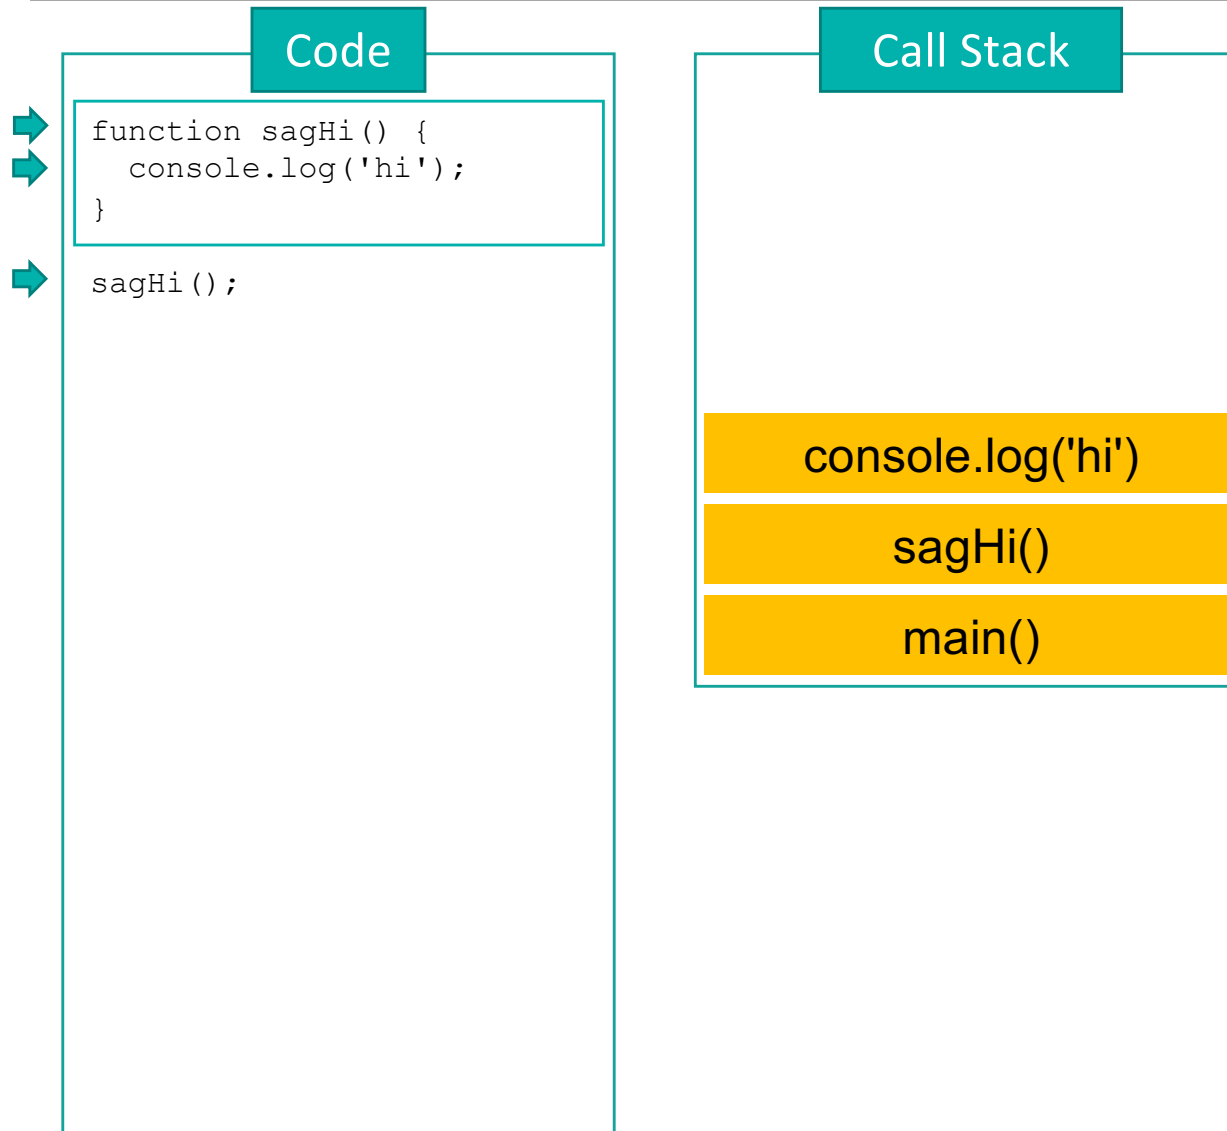 Code
function sagHi() {
  console.log('hi');
}
sagHi();
Call Stack
console.log('hi')
sagHi()
main()